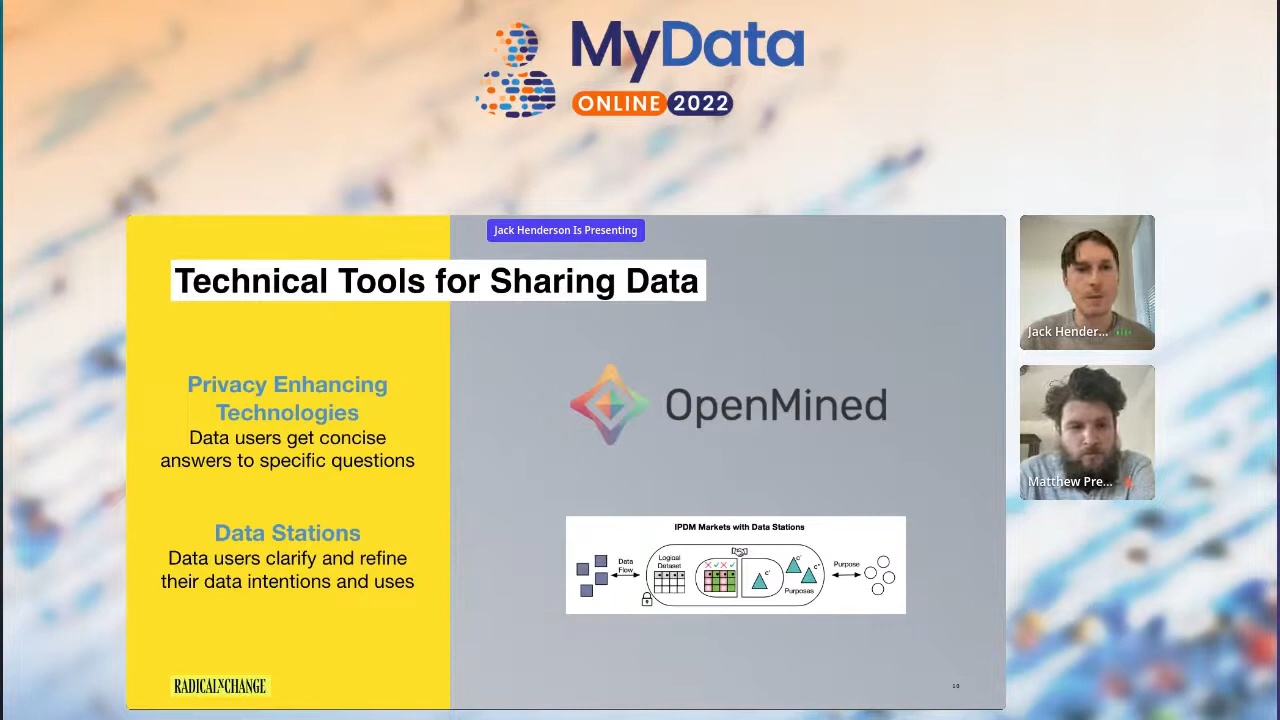 MyData
ONLINE 2022
Jack Henderson Is Presenting
Technical Tools for Sharing Data
Privacy Enhancing
Technologies
Data users get concise
answers to specific questions
OpenMined
Data Stations
Data users clarify and refine
their data intentions and uses
IPDM Markets with Data Stations
Data
Flow
Logical
Dataset
c'
c'
c"
Purposes
Purpose
RADICALXCHANGE
10
Jack Hender...
Matthew Pre...